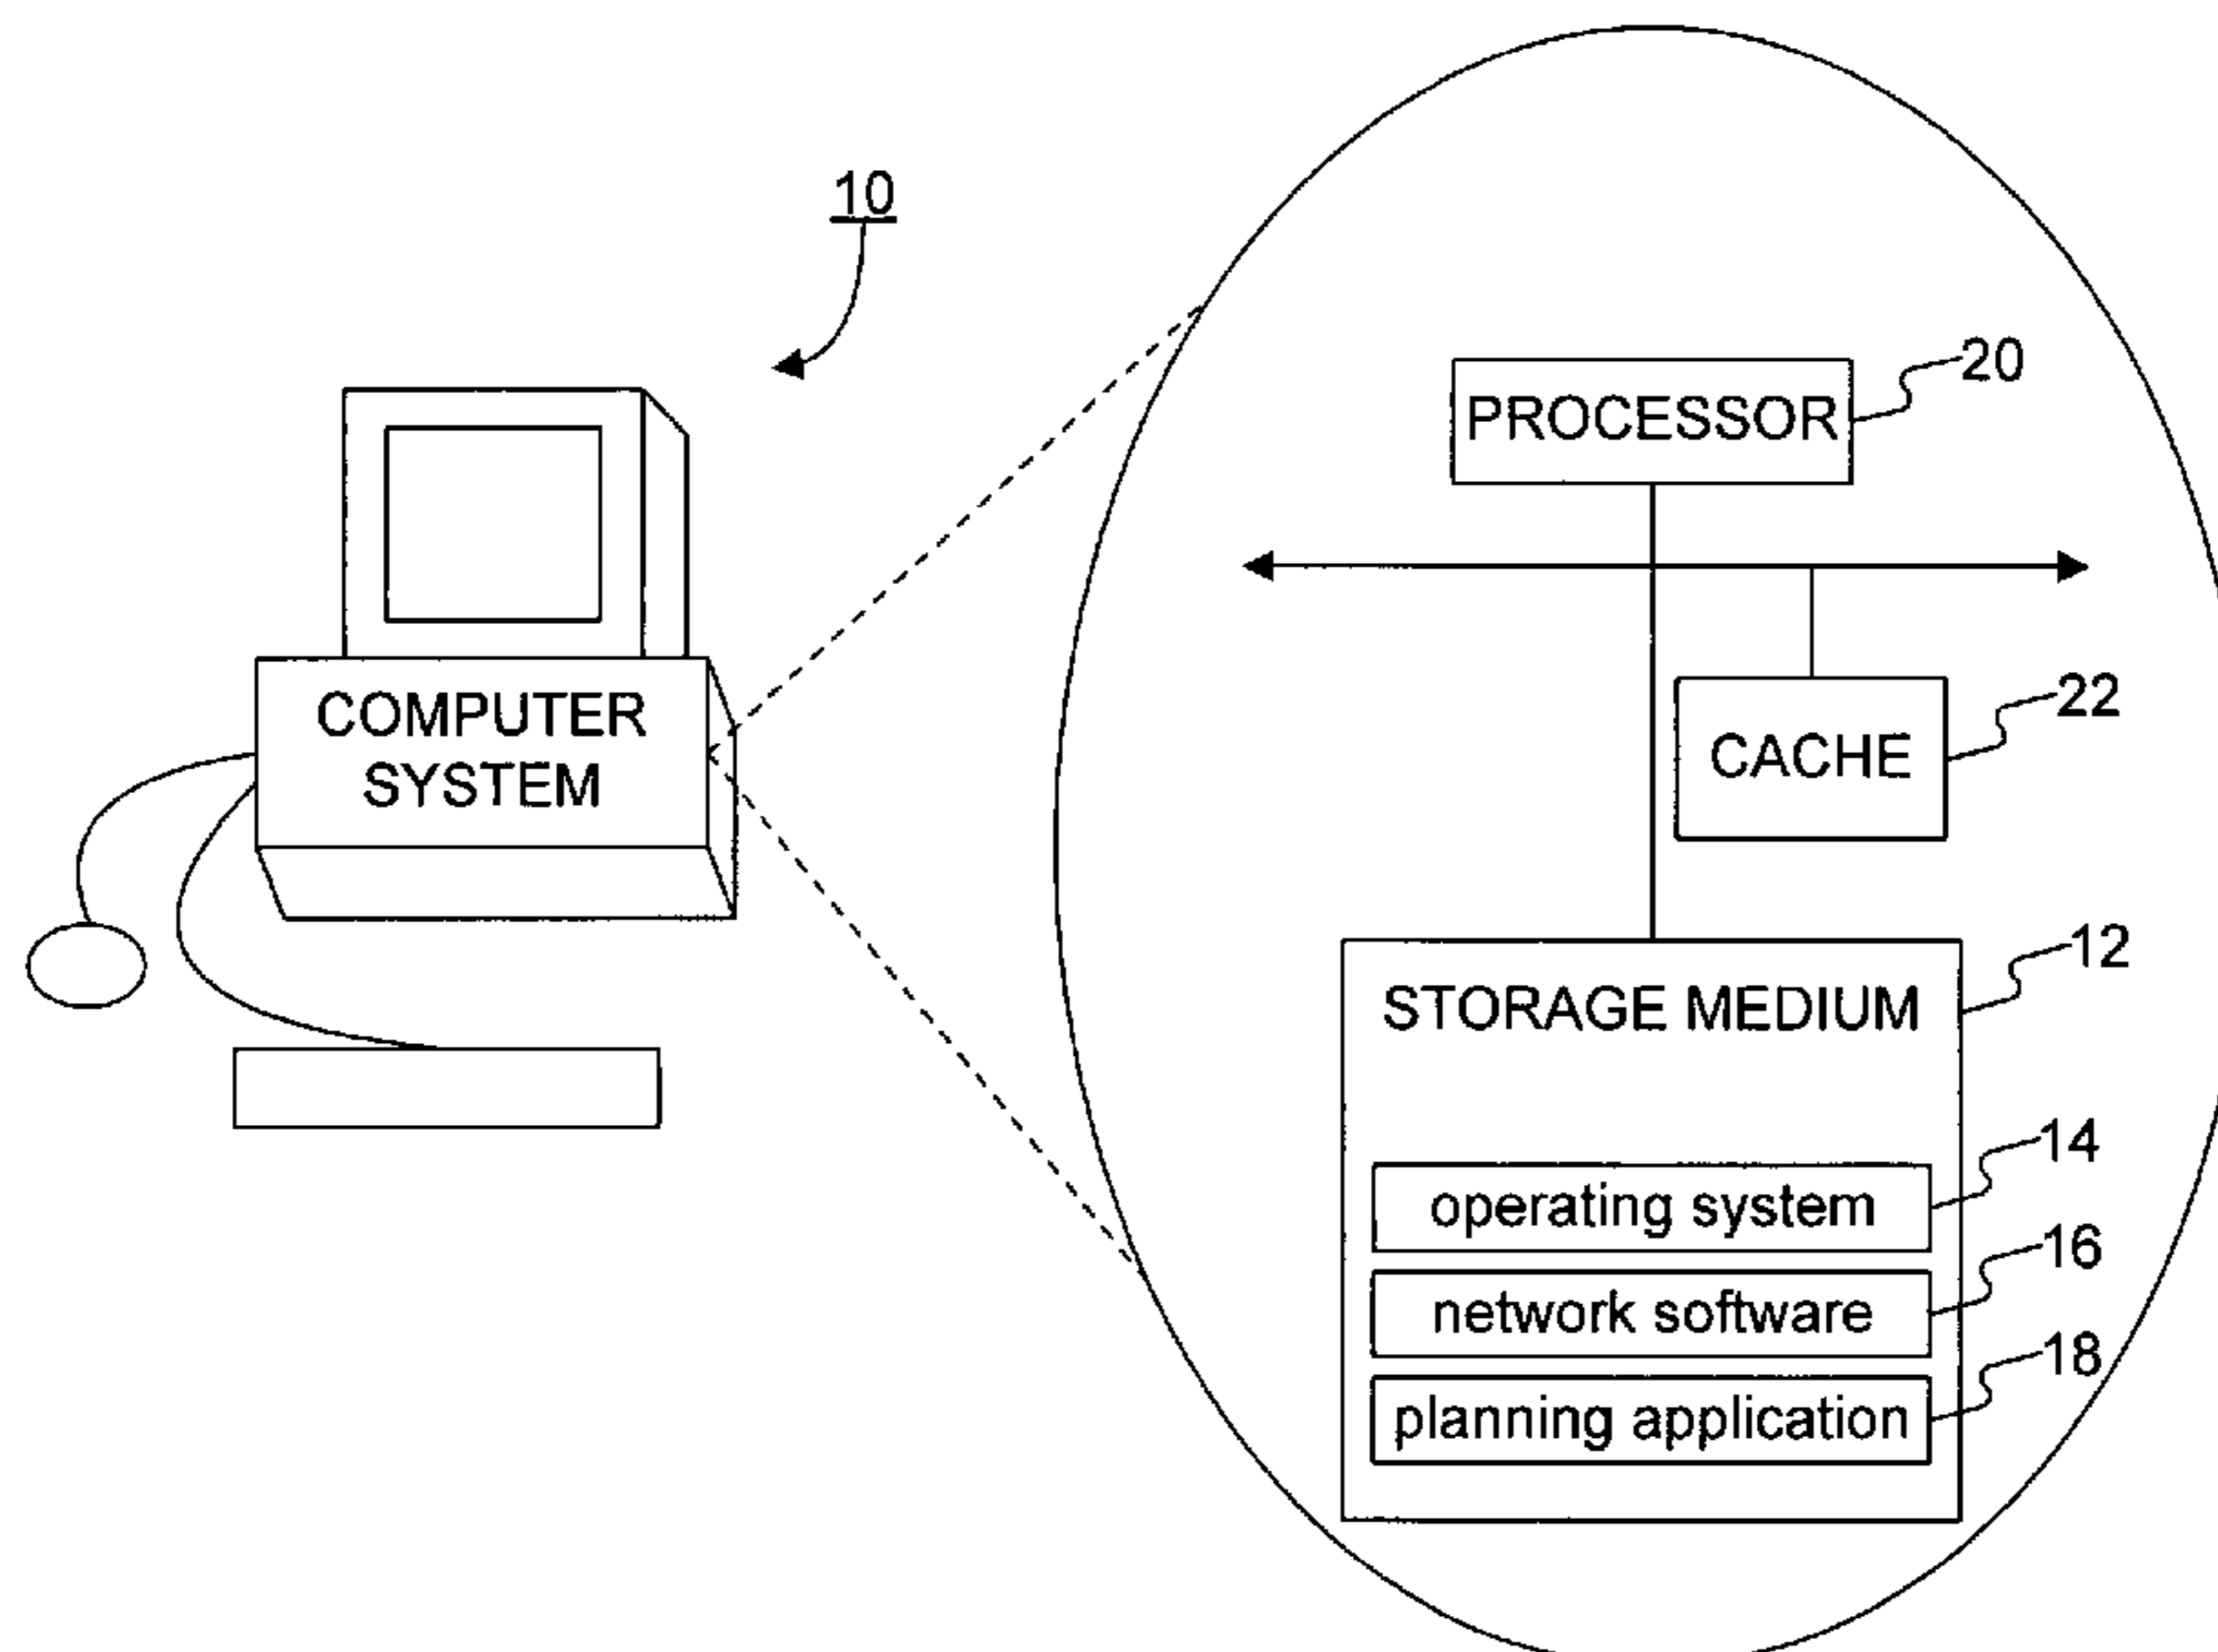 10
COMPUTER
SYSTEM
PROCESSOR
20
CACHE
22
STORAGE MEDIUM
12
operating system
14
network software
16
planning application
18